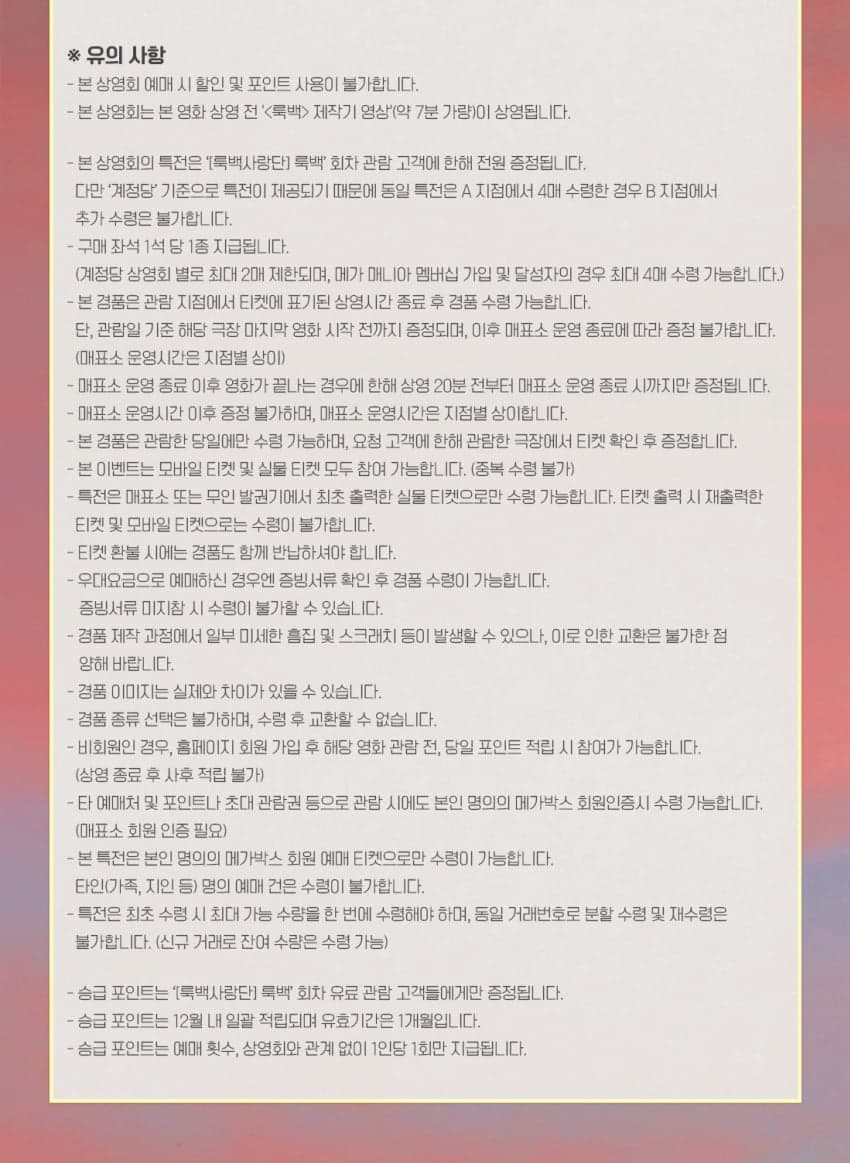 ※ 유의 사항
- 본 상영회 예매 시 할인 및 포인트 사용이 불가합니다.
- 본 상영회는 본 영화 상영 전 '<룩백> 제작기 영상'(약 7분 가량)이 상영됩니다.
- 본 상영회의 특전은 '[룩백사랑단] 룩백' 회차 관람 고객에 한해 전원 증정됩니다.
다만 '계정당' 기준으로 특전이 제공되기 때문에 동일 특전은 A 지점에서 4매 수령한 경우 B 지점에서
추가 수령은 불가합니다.
- 구매 좌석 1석 당 1종 지급됩니다.
(계정당 상영회 별로 최대 2매 제한되며, 메가 매니아 멤버십 가입 및 달성자의 경우 최대 4매 수령 가능합니다.)
- 본 경품은 관람 지점에서 티켓에 표기된 상영시간 종료 후 경품 수령 가능합니다.
단, 관람일 기준 해당 극장 마지막 영화 시작 전까지 증정되며, 이후 매표소 운영 종료에 따라 증정 불가합니다.
(매표소 운영시간은 지점별 상이)
- 매표소 운영 종료 이후 영화가 끝나는 경우에 한해 상영 20분 전부터 매표소 운영 종료 시까지만 증정됩니다.
- 매표소 운영시간 이후 증정 불가하며, 매표소 운영시간은 지점별 상이합니다.
- 본 경품은 관람한 당일에만 수령 가능하며, 요청 고객에 한해 관람한 극장에서 티켓 확인 후 증정합니다.
- 본 이벤트는 모바일 티켓 및 실물 티켓 모두 참여 가능합니다. (중복 수령 불가)
- 특전은 매표소 또는 무인 발권기에서 최초 출력한 실물 티켓으로만 수령 가능합니다. 티켓 출력 시 재출력한
티켓 및 모바일 티켓으로는 수령이 불가합니다.
- 티켓 환불 시에는 경품도 함께 반납하셔야 합니다.
- 우대요금으로 예매하신 경우엔 증빙서류 확인 후 경품 수령이 가능합니다.
증빙서류 미지참 시 수령이 불가할 수 있습니다.
- 경품 제작 과정에서 일부 미세한 흠집 및 스크래치 등이 발생할 수 있으나, 이로 인한 교환은 불가한 점
양해 바랍니다.
- 경품 이미지는 실제와 차이가 있을 수 있습니다.
- 경품 종류 선택은 불가하며, 수령 후 교환할 수 없습니다.
- 비회원인 경우, 홈페이지 회원 가입 후 해당 영화 관람 전, 당일 포인트 적립 시 참여가 가능합니다.
(상영 종료 후 사후 적립 불가)
- 타 예매처 및 포인트나 초대 관람권 등으로 관람 시에도 본인 명의의 메가박스 회원인증시 수령 가능합니다.
(매표소 회원 인증 필요)
- 본 특전은 본인 명의의 메가박스 회원 예매 티켓으로만 수령이 가능합니다.
타인(가족, 지인 등) 명의 예매 건은 수령이 불가합니다.
- 특전은 최초 수령 시 최대 가능 수량을 한 번에 수령해야 하며, 동일 거래번호로 분할 수령 및 재수령은
불가합니다. (신규 거래로 잔여 수량은 수령 가능)
- 승급 포인트는 '[룩백사랑단] 룩백' 회차 유료 관람 고객들에게만 증정됩니다.
- 승급 포인트는 12월 내 일괄 적립되며 유효기간은 1개월입니다.
- 승급 포인트는 예매 횟수, 상영회와 관계 없이 1인당 1회만 지급됩니다.